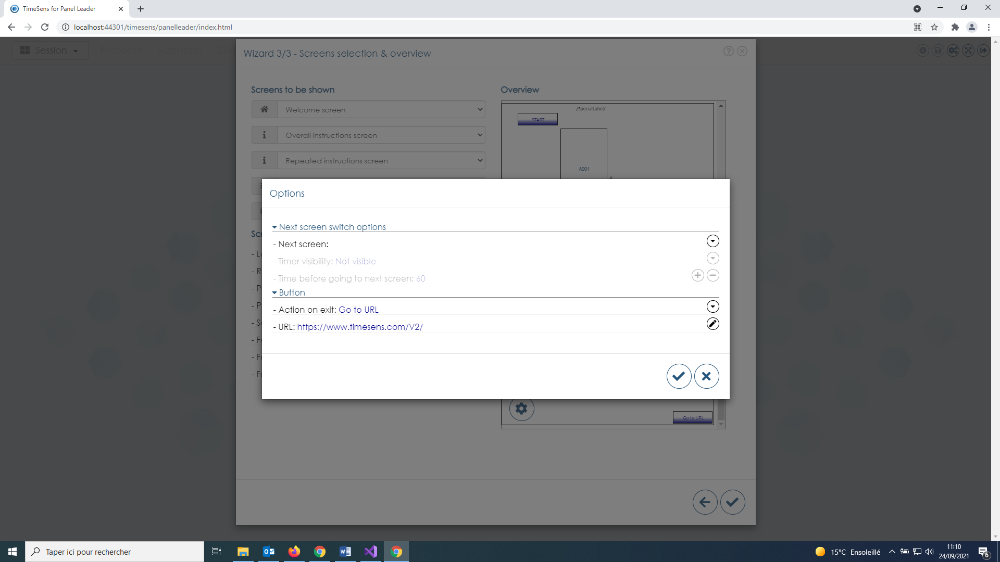 TimeSens for Panel Leader
localhost:44301/timesens/panelleader/index.html
Session
Protocol
Scenario
Wizard 3/3 - Screens selection & overview
Screens to be shown
Overview
Welcome screen
Overall instructions screen
Repeated instructions screen
/SpecialLabel/
START
A001
Options
Next screen switch options
- Next screen:
- Timer visibility: Not visible
- Time before going to next screen: 60
Button
- Action on exit: Go to URL
- URL: https://www.timesens.com/V2/
Go to URL
Taper ici pour rechercher
15°C Ensoleillé
11:10
24/09/2021
6